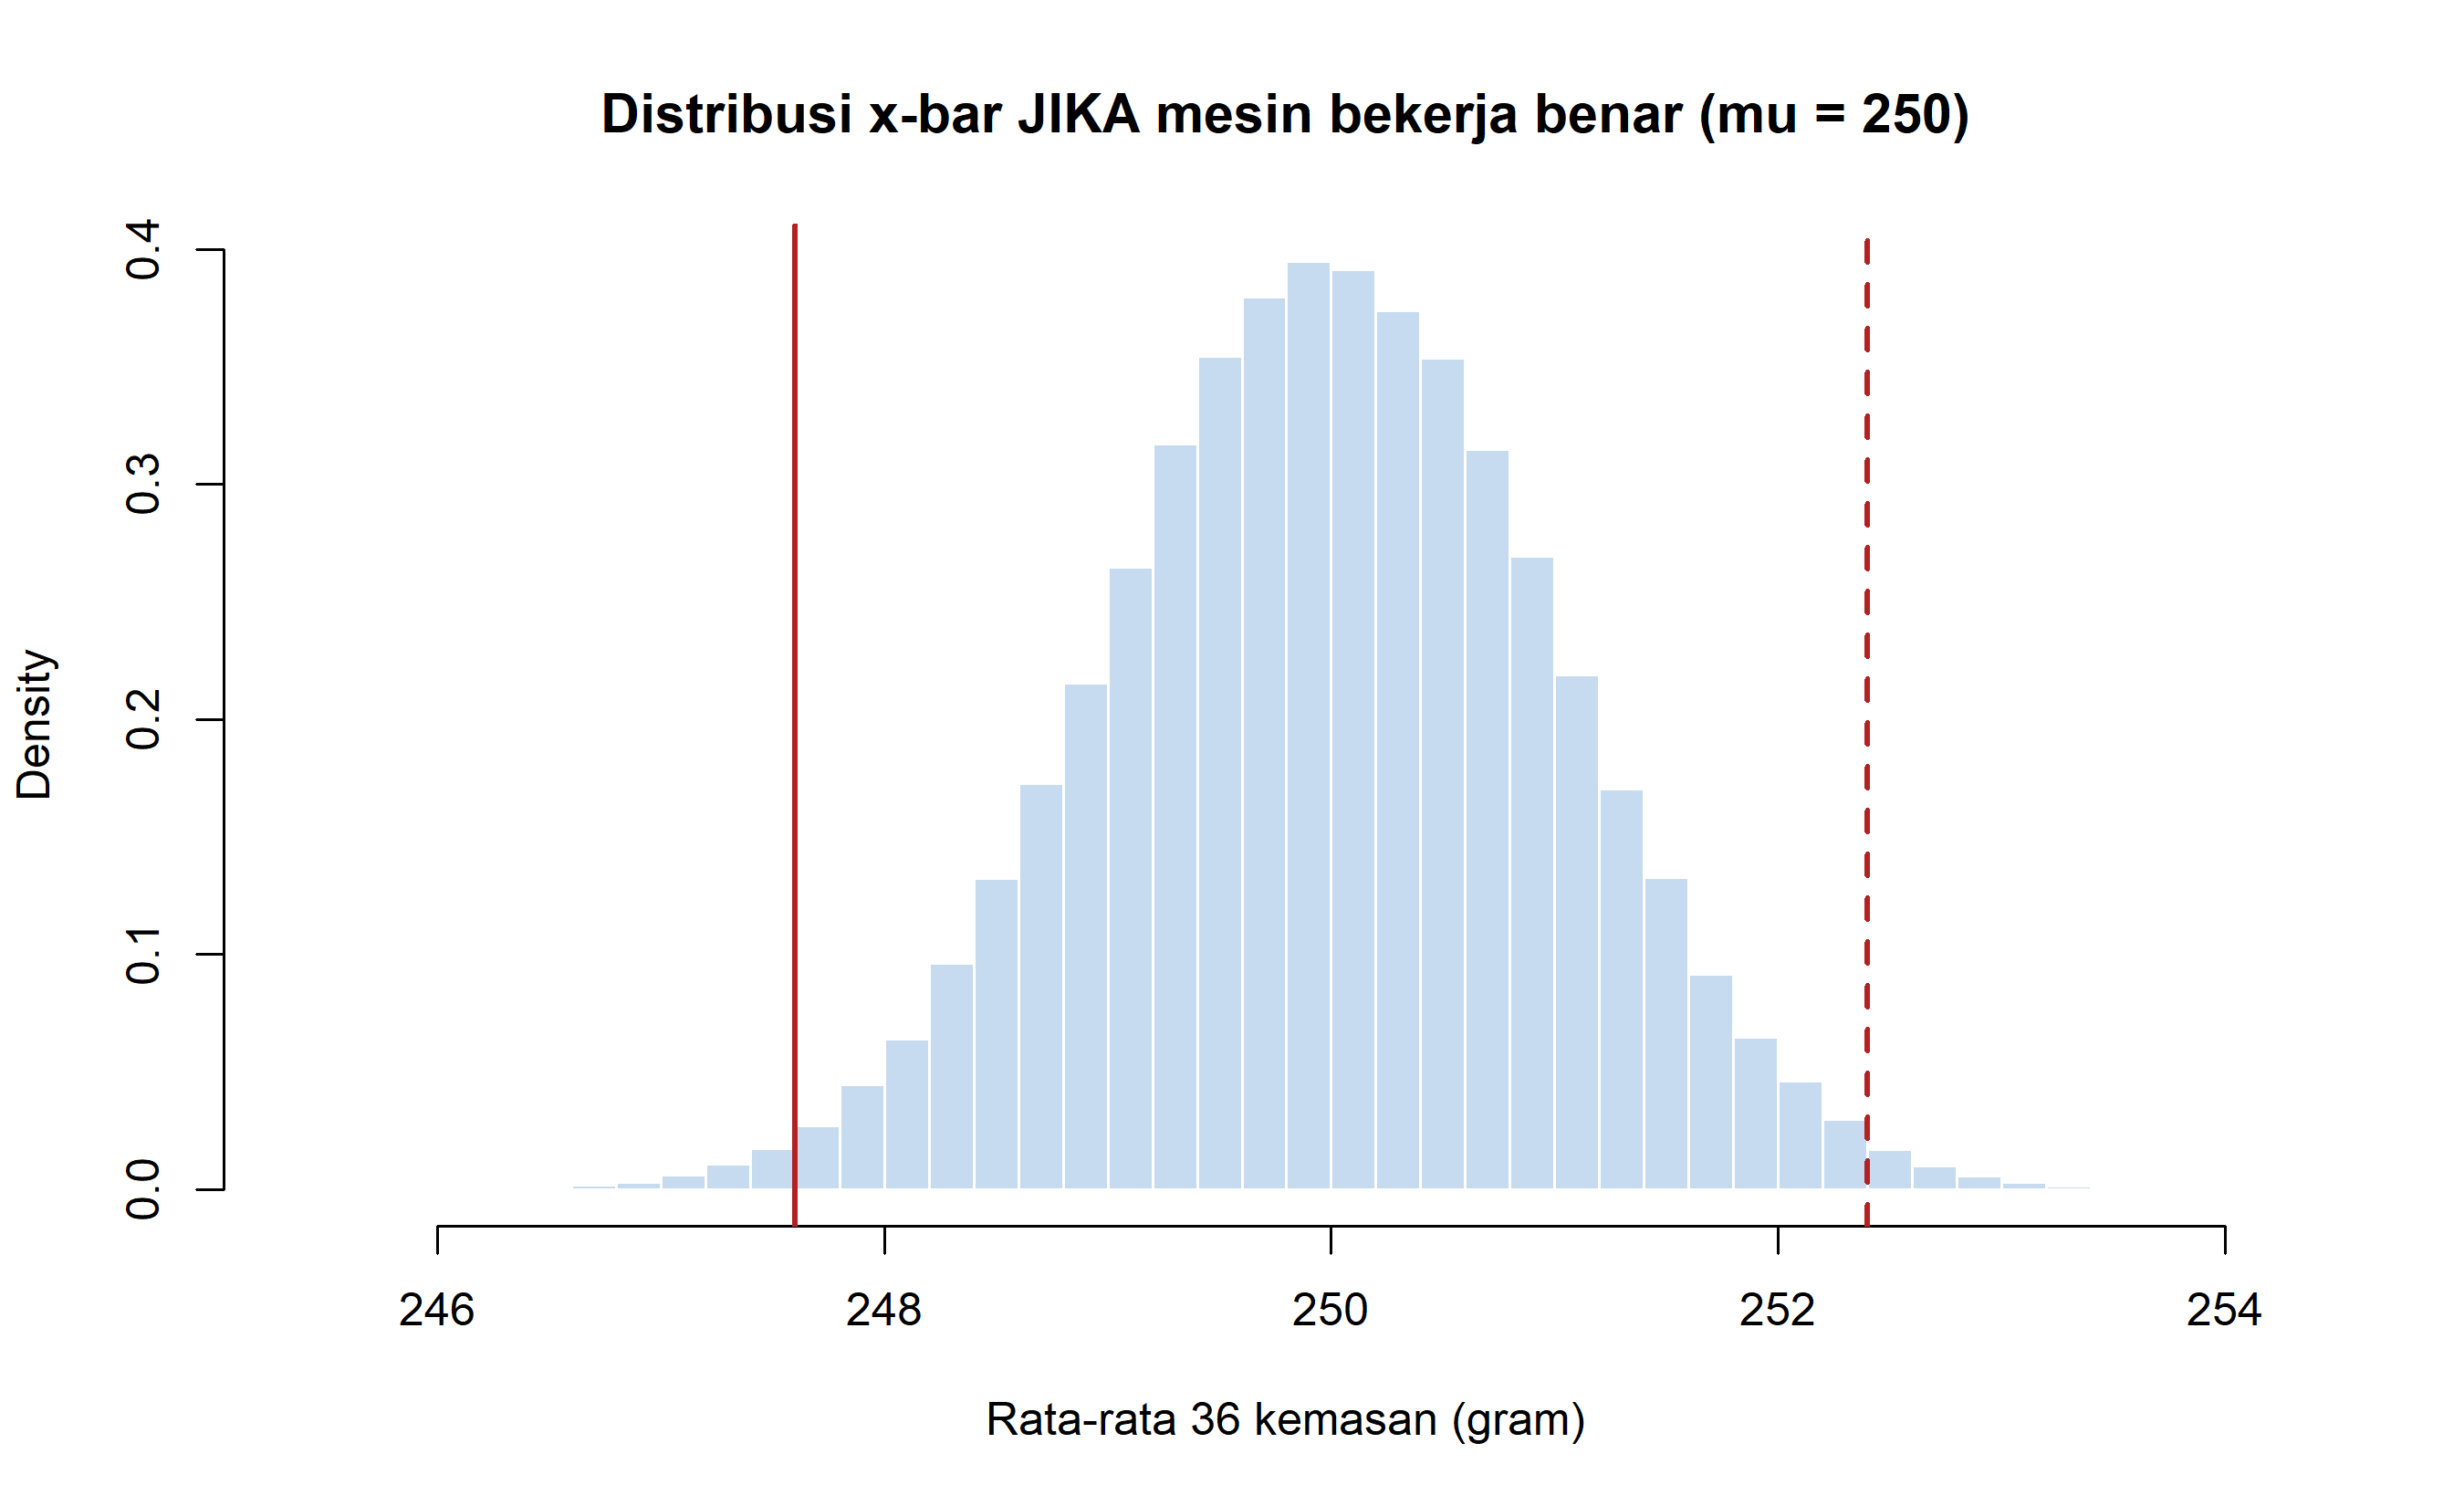 Distribusi x-bar JIKA mesin bekerja benar (mu = 250)
Density
0.4
0.3
0.2
0.1
0.0
246 248 250 252 254
Rata-rata 36 kemasan (gram)